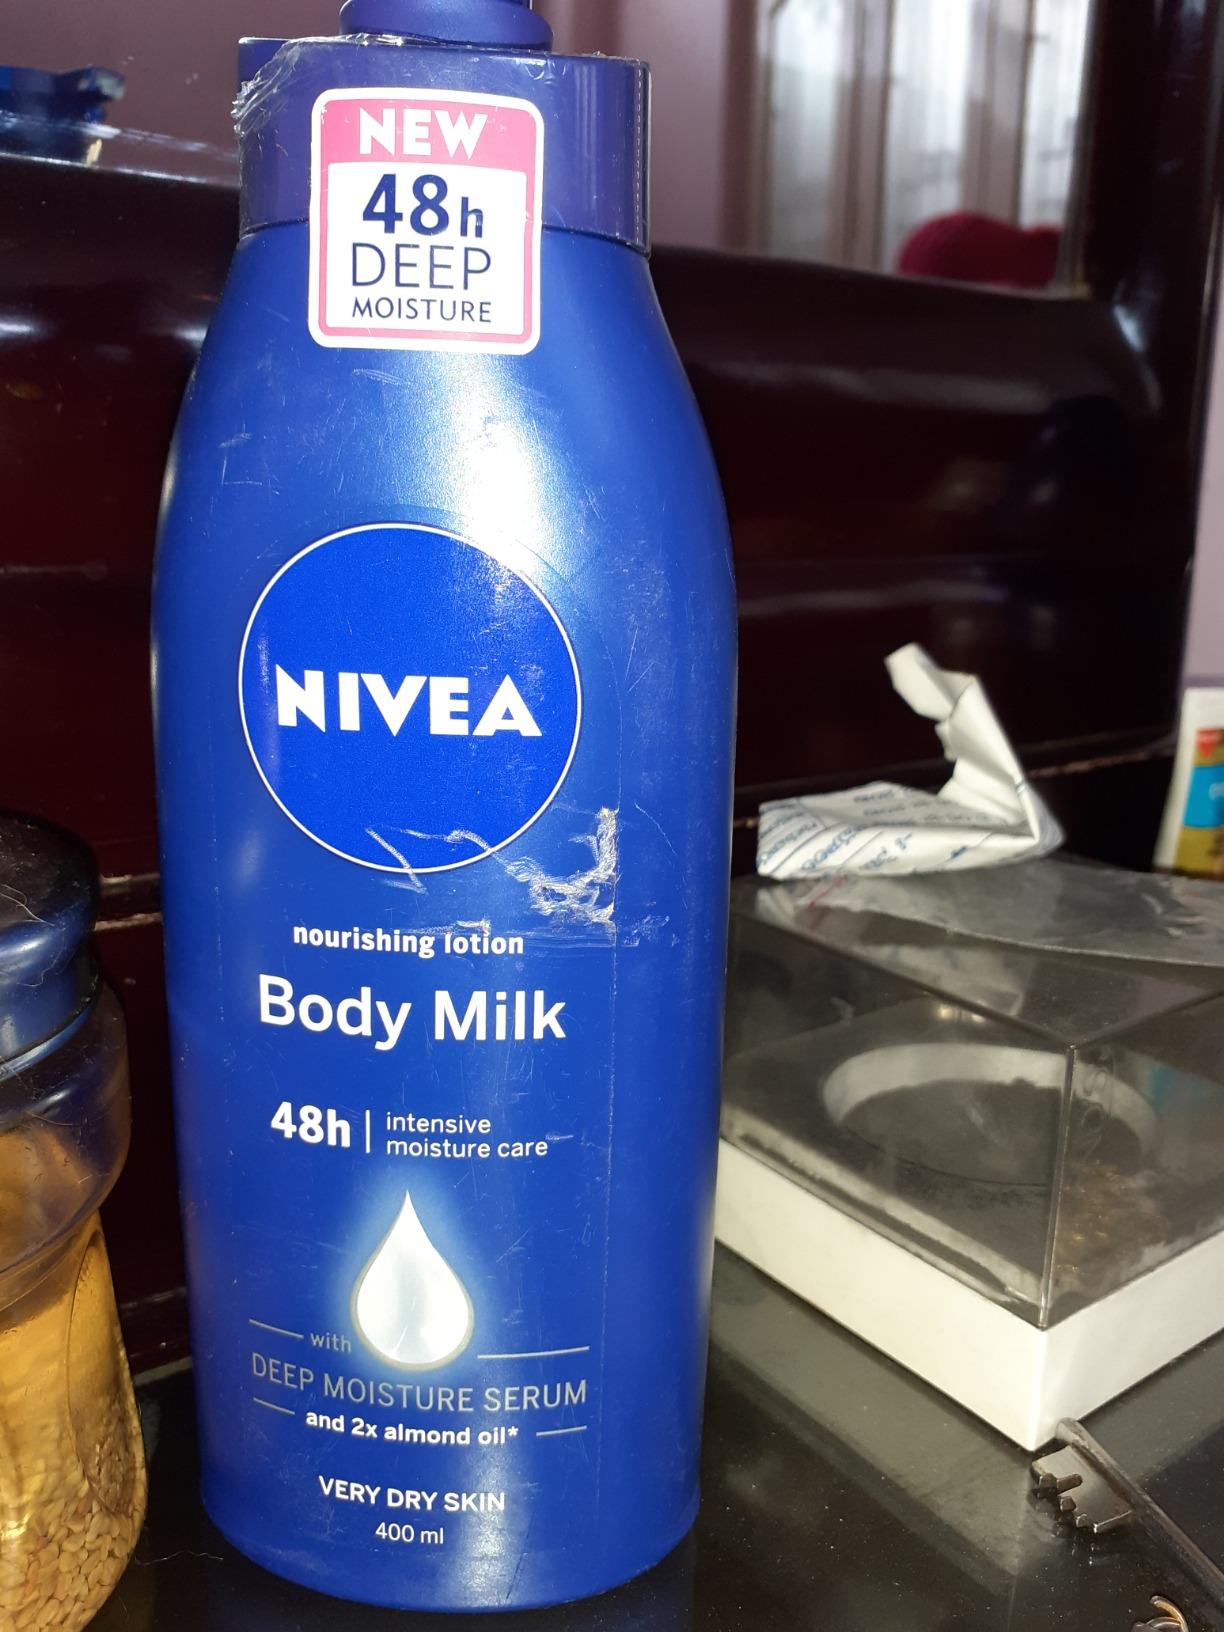 NEW
48h
DEEP
MOISTURE
NIVEA
nourishing lotion
Body Milk
48h | intensive
moisture care
with
DEEP MOISTURE SERUM
and 2x almond oil*
VERY DRY SKIN
400 ml